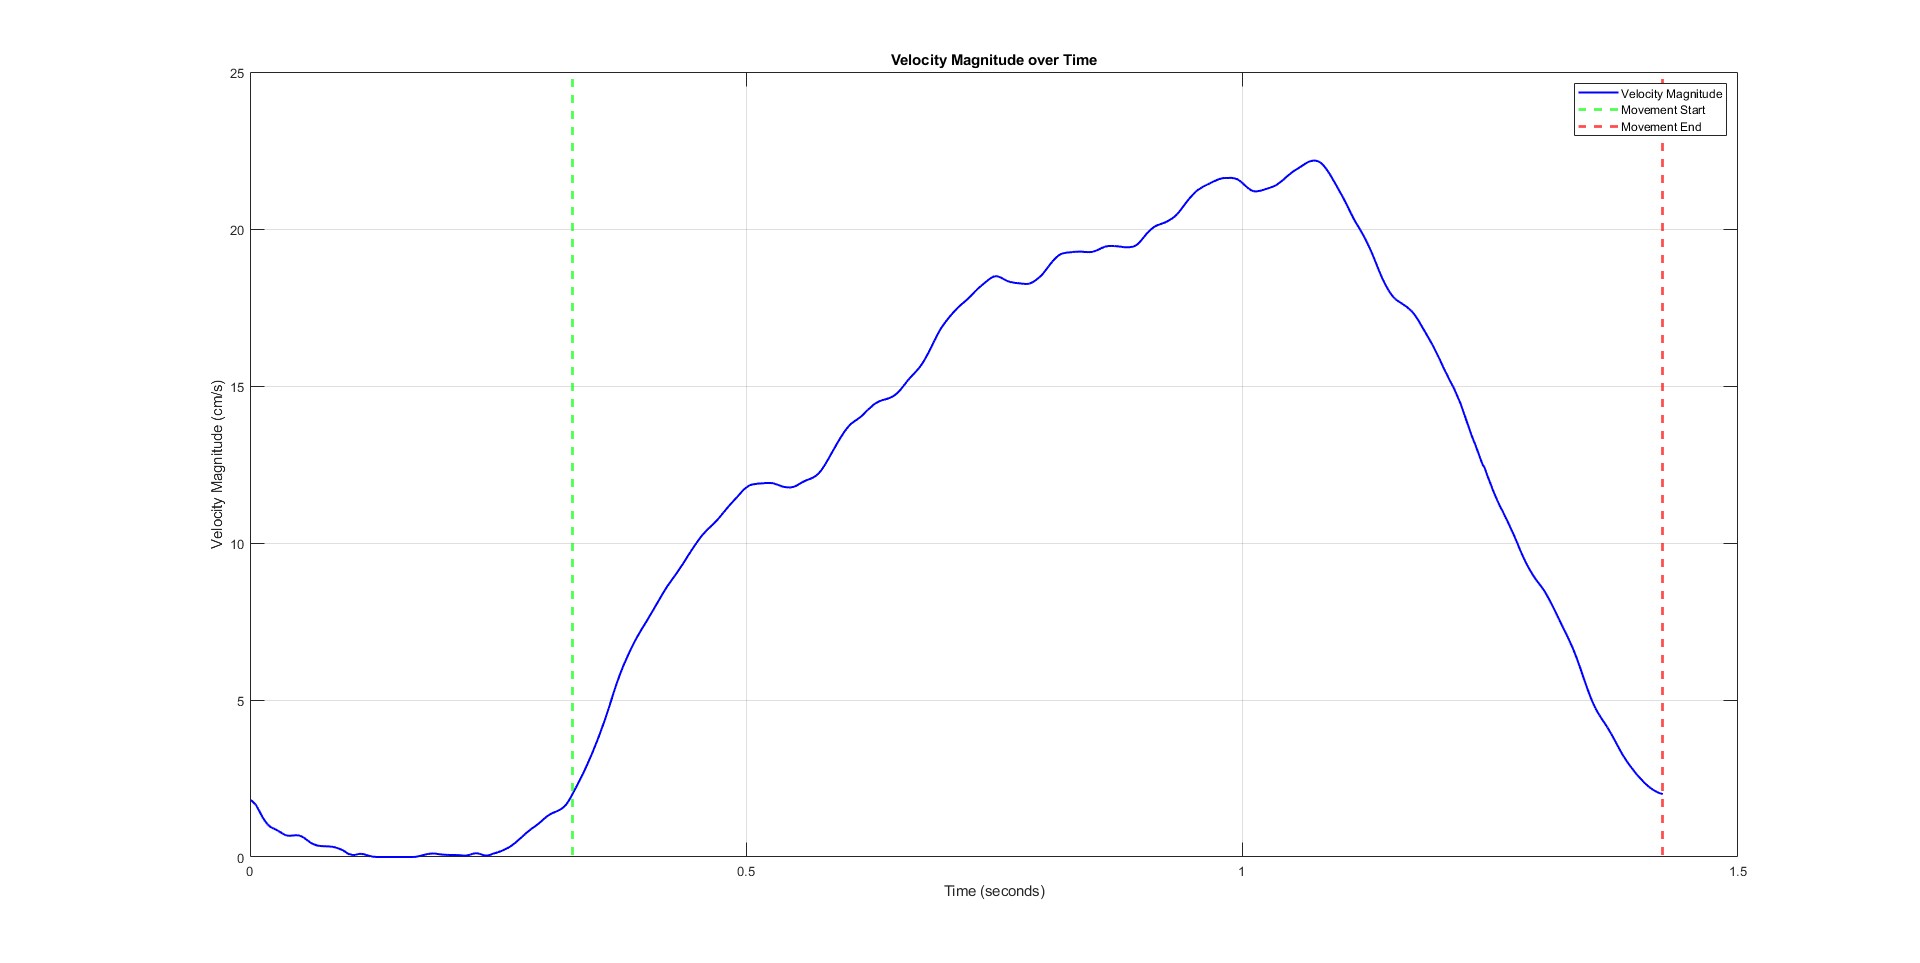 Velocity Magnitude over Time
25
20
15
10
5
0
Velocity Magnitude (cm/s)
Velocity Magnitude
Movement Start
Movement End
0
0.5
1
1.5
Time (seconds)